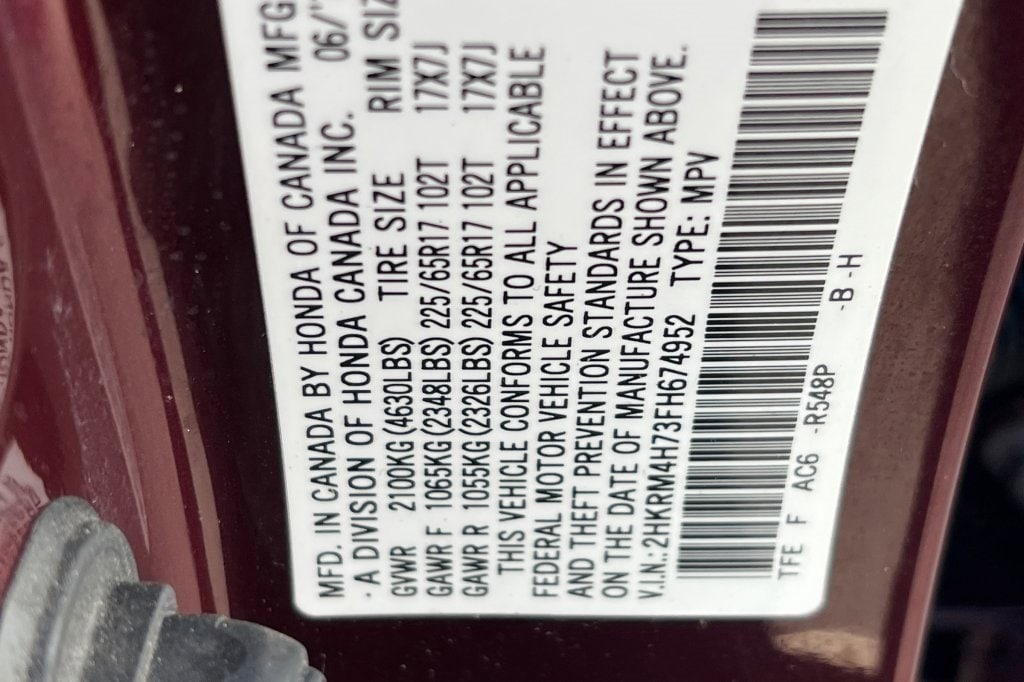 MFD. IN CANADA BY HONDA OF CANADA MFG
· A DIVISION OF HONDA CANADA INC. 06/
GVWR 2100KG (4630LBS) TIRE SIZE RIM SIZ
GAWR F 1065KG (2348LBS) 225/65R17 102T 17X7J
GAWR R 1055KG (2326LBS) 225/65R17 102T 17X7J
THIS VEHICLE CONFORMS TO ALL APPLICABLE
FEDERAL MOTOR VEHICLE SAFETY
AND THEFT PREVENTION STANDARDS IN EFFECT
ON THE DATE OF MANUFACTURE SHOWN ABOVE.
V.I.N.: 2HKRM4H73FH674952 TYPE: MPV
TFE F AC6 -R548P -B -H